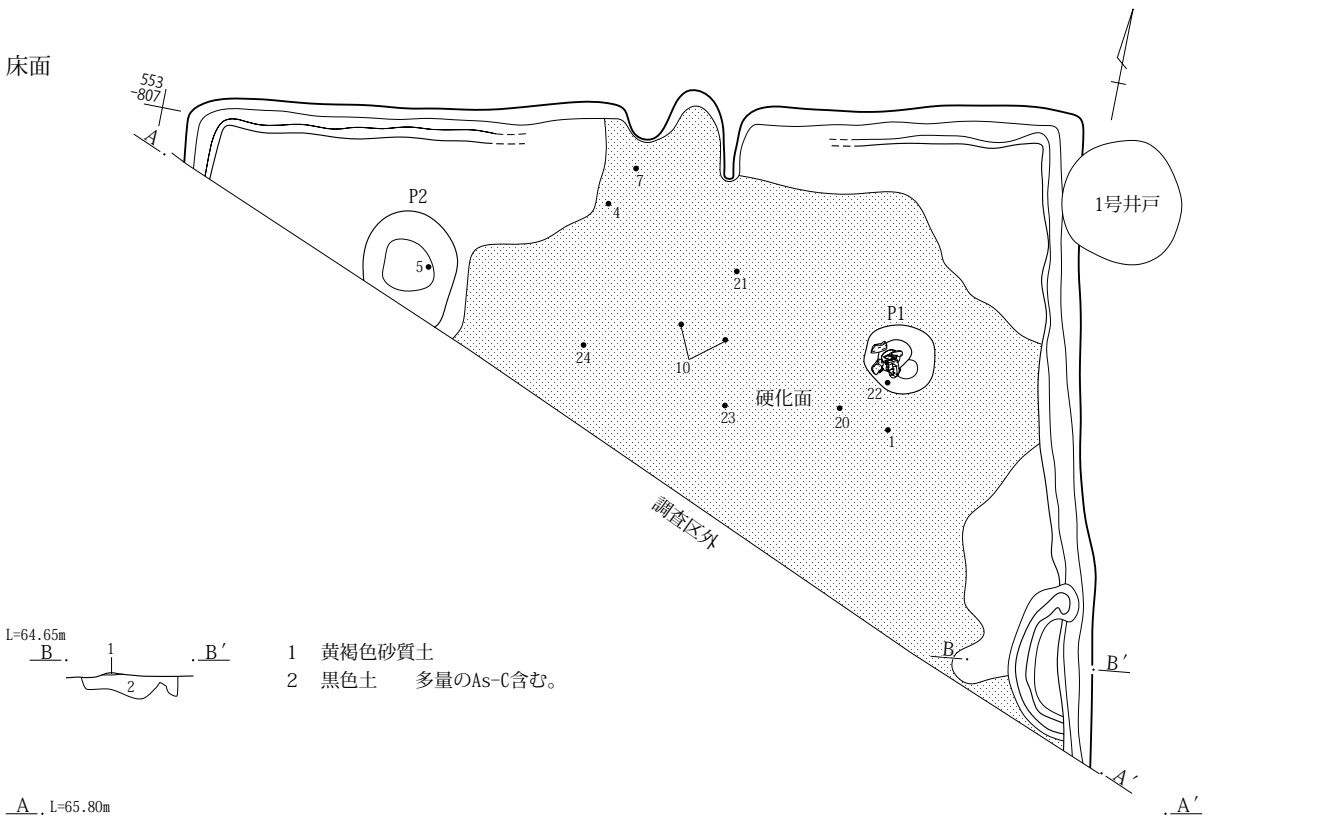 床面
553
-807
A
7
4
P2
5
21
10
24
23
硬化面
P1
22
20
1
1号井戸
調査区外
B
B′
A′
L=64.65m
B
1
2
B′
1 黄褐色砂質土
2 黒色土 多量のAs-C含む。
A
L=65.80m
A′